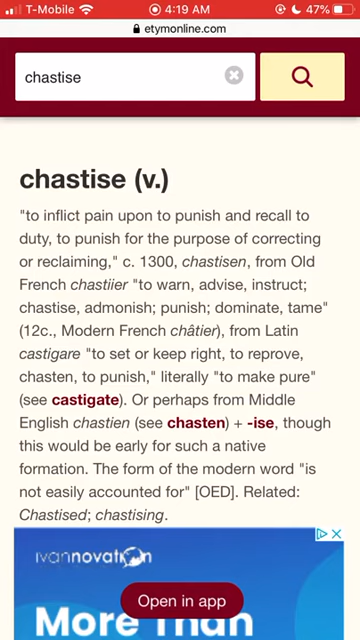 T-Mobile 4:19 AM 47%
etymonline.com
chastise
chastise (v.)
"to inflict pain upon to punish and recall to
duty, to punish for the purpose of correcting
or reclaiming," c. 1300, chastisen, from Old
French chastiier "to warn, advise, instruct;
chastise, admonish; punish; dominate, tame"
(12c., Modern French châtier), from Latin
castigare "to set or keep right, to reprove,
chasten, to punish," literally "to make pure"
(see castigate). Or perhaps from Middle
English chastien (see chasten) + -ise, though
this would be early for such a native
formation. The form of the modern word "is
not easily accounted for" [OED]. Related:
Chastised; chastising.
ivannovation
Open in app
More Than